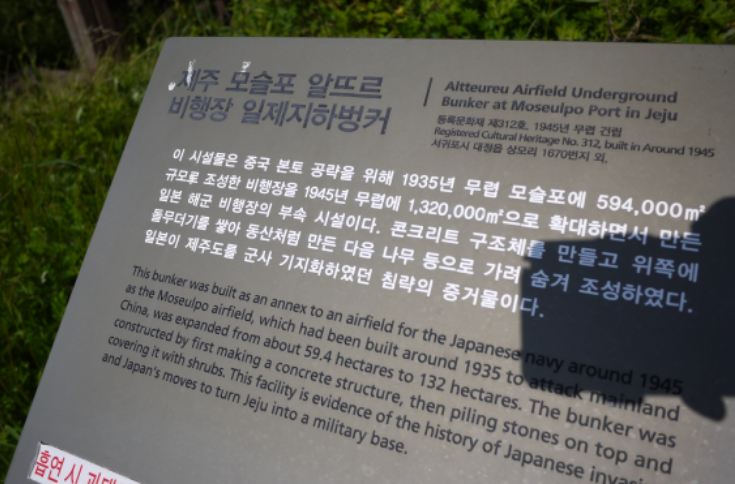 제주 모슬포 알뜨르
비행장 일제지하벙커
Altteureu Airfield Underground
Bunker at Moseulpo Port in Jeju
등록문화재 제312호, 1945년 무렵 건립
Registered Cultural Heritage No. 312, built in Around 1945
서귀포시 대정읍 상모리 1670번지 외.
이 시설물은 중국 본토 공략을 위해 1935년 무렵 모슬포에 594,000㎡
규모로 조성한 비행장을 1945년 무렵에 1,320,000㎡으로 확대하면서 만든
일본 해군 비행장의 부속 시설이다. 콘크리트 구조체를 만들고 위쪽에
돌무더기를 쌓아 동산처럼 만든 다음 나무 등으로 가려 숨겨 조성하였다.
일본이 제주도를 군사 기지화하였던 침략의 증거물이다.
This bunker was built as an annex to an airfield for the Japanese navy around 1945
as the Moseulpo airfield, which had been built around 1935 to attack mainland
China, was expanded from about 59.4 hectares to 132 hectares. The bunker was
constructed by first making a concrete structure, then piling stones on top and
covering it with shrubs. This facility is evidence of the history of Japanese
and Japan's moves to turn Jeju into a military base.
흡연 시